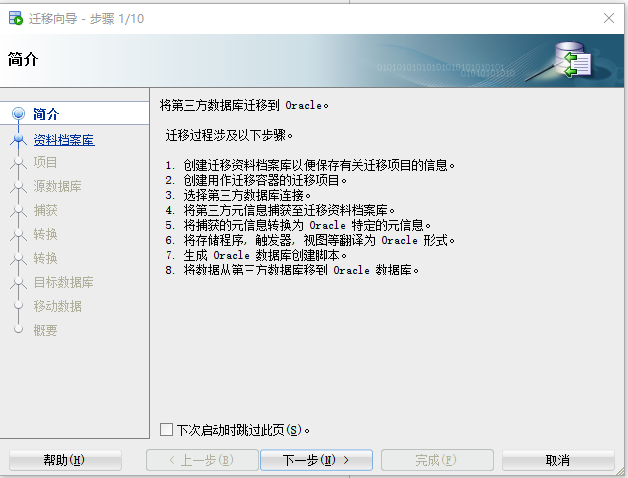 迁移向导 - 步骤 1/10
简介
简介
资料档案库
项目
源数据库
捕获
转换
转换
目标数据库
移动数据
概要
将第三方数据库迁移到 Oracle。
迁移过程涉及以下步骤。
1. 创建迁移资料档案库以便保存有关迁移项目的信息。
2. 创建用作迁移容器的迁移项目。
3. 选择第三方数据库连接。
4. 将第三方元信息捕获至迁移资料档案库。
5. 将捕获的元信息转换为 Oracle 特定的元信息。
6. 将存储程序, 触发器, 视图等翻译为 Oracle 形式。
7. 生成 Oracle 数据库创建脚本。
8. 将数据从第三方数据库移到 Oracle 数据库。
下次启动时跳过此页(S)。
帮助(H)
< 上一步(B)
下一步(N) >
完成(F)
取消